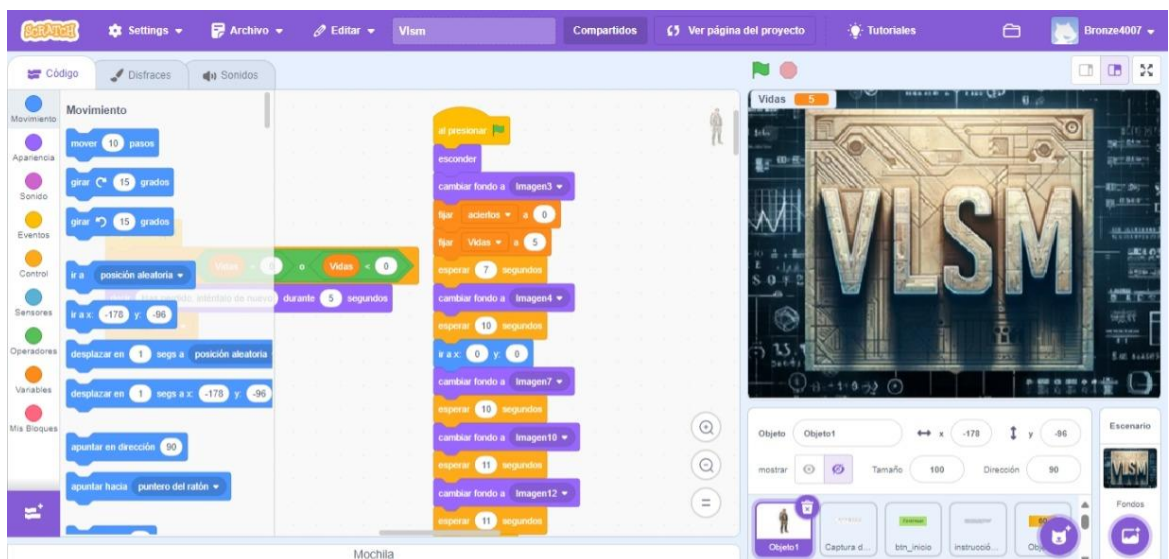 SCRATCH
Settings
Archivo
Editar
Vlsm
Compartidos
Ver página del proyecto
Tutoriales
Bronze4007
Código
Disfraces
Sonidos
Movimiento
Apariencia
Sonido
Eventos
Control
Sensores
Operadores
Variables
Mis Bloques
Movimiento
mover 10 pasos
girar 15 grados
girar 15 grados
ir a posición aleatoria
ir a x: -178 y: -96
desplazar en 1 segs a posición aleatoria
desplazar en 1 segs a x: -178 y: -96
apuntar en dirección 90
apuntar hacia puntero del ratón
o Vidas < 0
inténtalo de nuevo durante 5 segundos
al presionar
esconder
cambiar fondo a Imagen3
fijar aciertos a 0
fijar Vidas a 5
esperar 7 segundos
cambiar fondo a Imagen4
esperar 10 segundos
ir a x: 0 y: 0
cambiar fondo a Imagen7
esperar 10 segundos
cambiar fondo a Imagen10
esperar 11 segundos
cambiar fondo a Imagen12
esperar 11 segundos
Mochila
Vidas 5
VLSM
Objeto Objeto1 x -178 y -96
mostrar Tamaño 100 Dirección 90
Objeto1
Captura d...
btn_inicio
instrucció...
Escenario
VLSM
Fondos